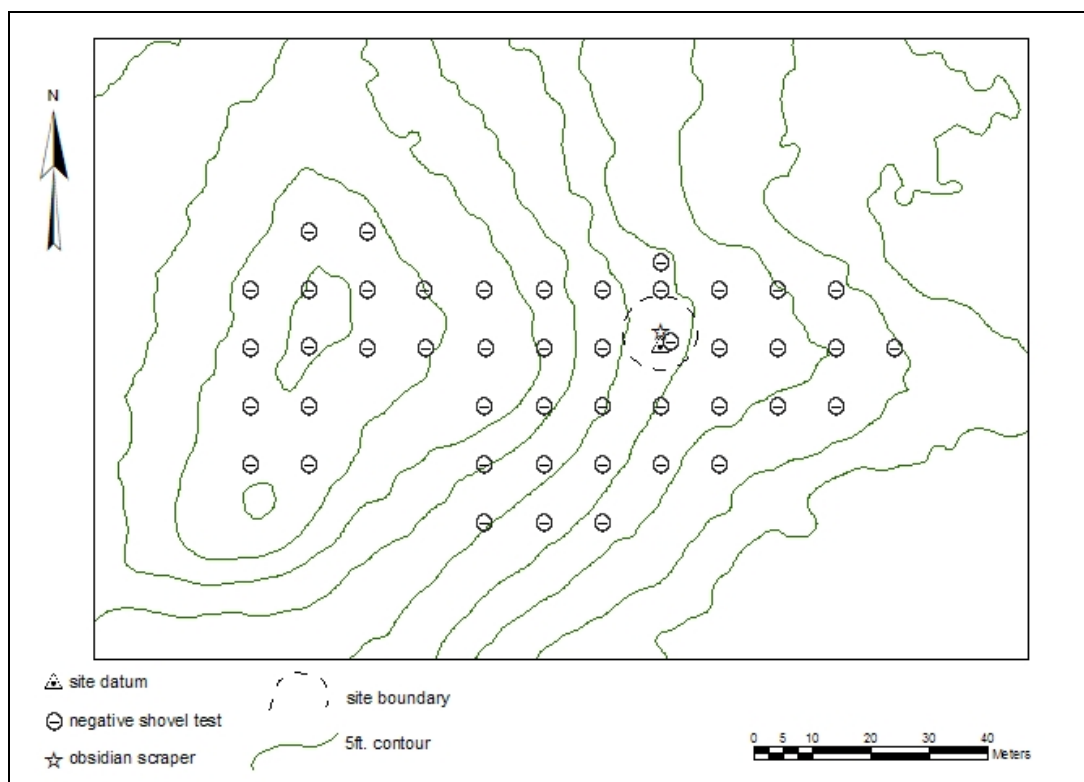 N
site datum
site boundary
negative shovel test
5ft. contour
obsidian scraper
0 5 10 20 30 40
Meters